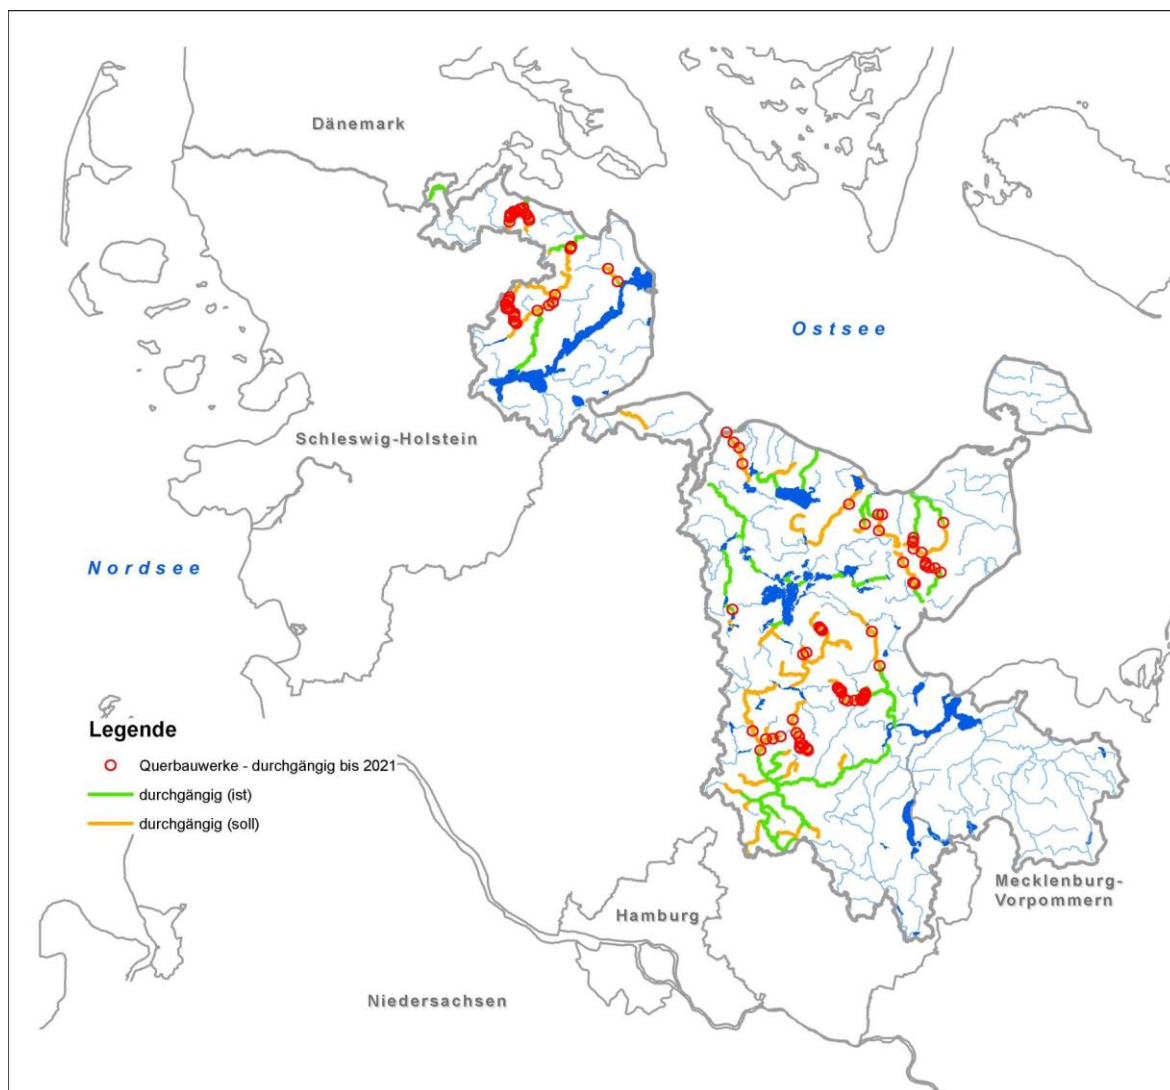 Dänemark
Ostsee
Schleswig-Holstein
Nordsee
Legende
Querbauwerke - durchgängig bis 2021
durchgängig (ist)
durchgängig (soll)
Mecklenburg-
Vorpommern
Hamburg
Niedersachsen